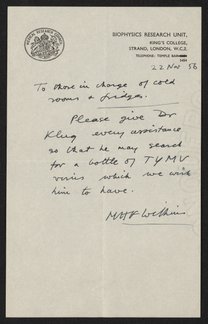 BIOPHYSICS RESEARCH UNIT,
KING'S COLLEGE,
STRAND, LONDON, W.C.2.
TELEPHONE: TEMPLE BAR
5454
22 Nov 56
To those in charge of cold
rooms & fridges.
Please give Dr
Klug every assistance
so that he may search
for a bottle of TYMV
virus which we wish
him to have.
MHF Wilkins